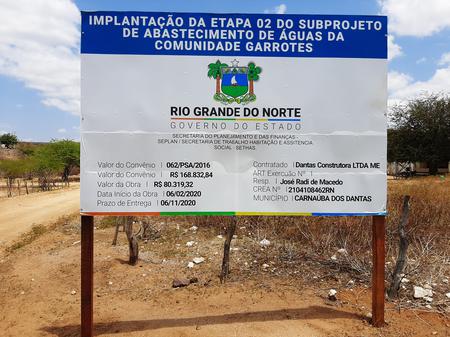 IMPLANTAÇÃO DA ETAPA 02 DO SUBPROJETO
DE ABASTECIMENTO DE ÁGUAS DA
COMUNIDADE GARROTES
RIO GRANDE DO NORTE
GOVERNO DO ESTADO
SECRETARIA DO PLANEJAMENTO E DAS FINANÇAS -
SEPLAN / SECRETARIA DE TRABALHO HABITAÇÃO E ASSISTENCIA
SOCIAL - SETHAS
Valor do Convênio | 062/PSA/2016
Valor do Convênio | R$ 168.832,84
Valor da Obra | R$ 80.319,32
Data Início da Obra | 06/02/2020
Prazo de Entrega | 06/11/2020
Contratado | Dantas Construtora LTDA ME
ART Execução Nº |
Resp. | José Radi de Macedo
CREA Nº | 2104108462RN
MUNICÍPIO | CARNAÚBA DOS DANTAS